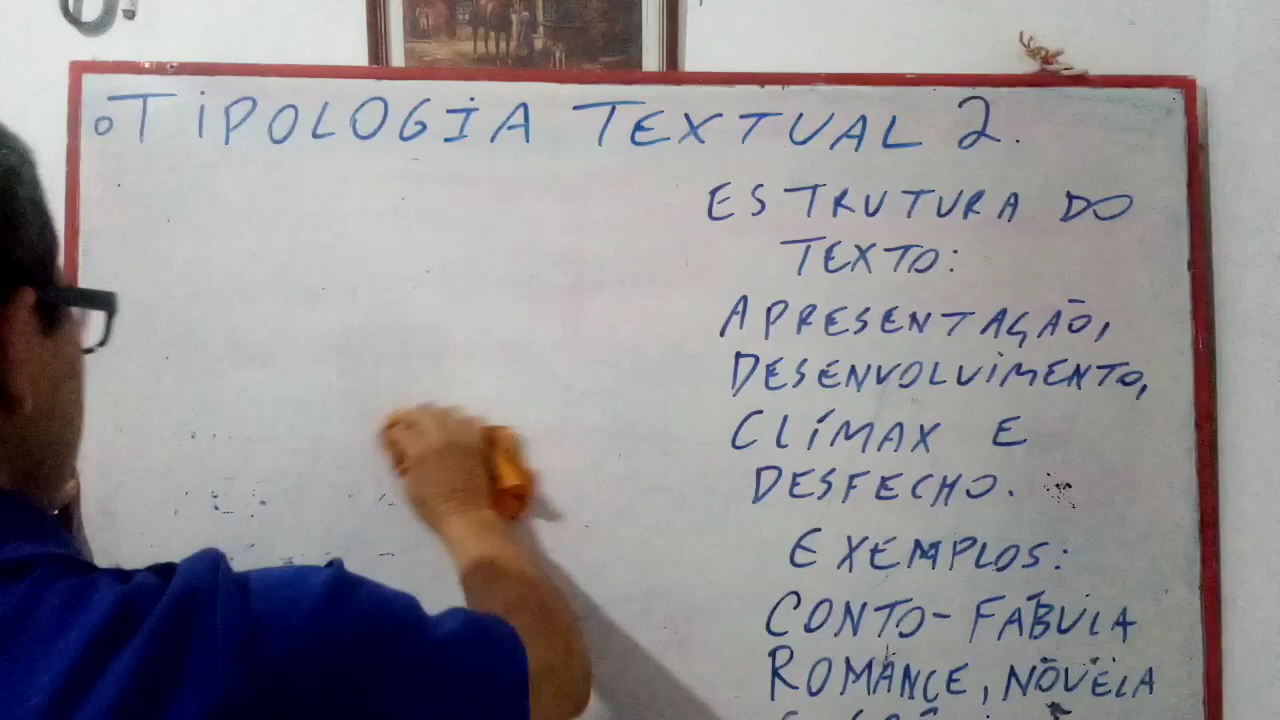 TIPOLOGIA TEXTUAL 2.
ESTRUTURA DO
TEXTO:
APRESENTAÇÃO,
DESENVOLVIMENTO,
CLÍMAX E
DESFECHO.
EXEMPLOS:
CONTO - FÁBULA
ROMANCE, NOVELA